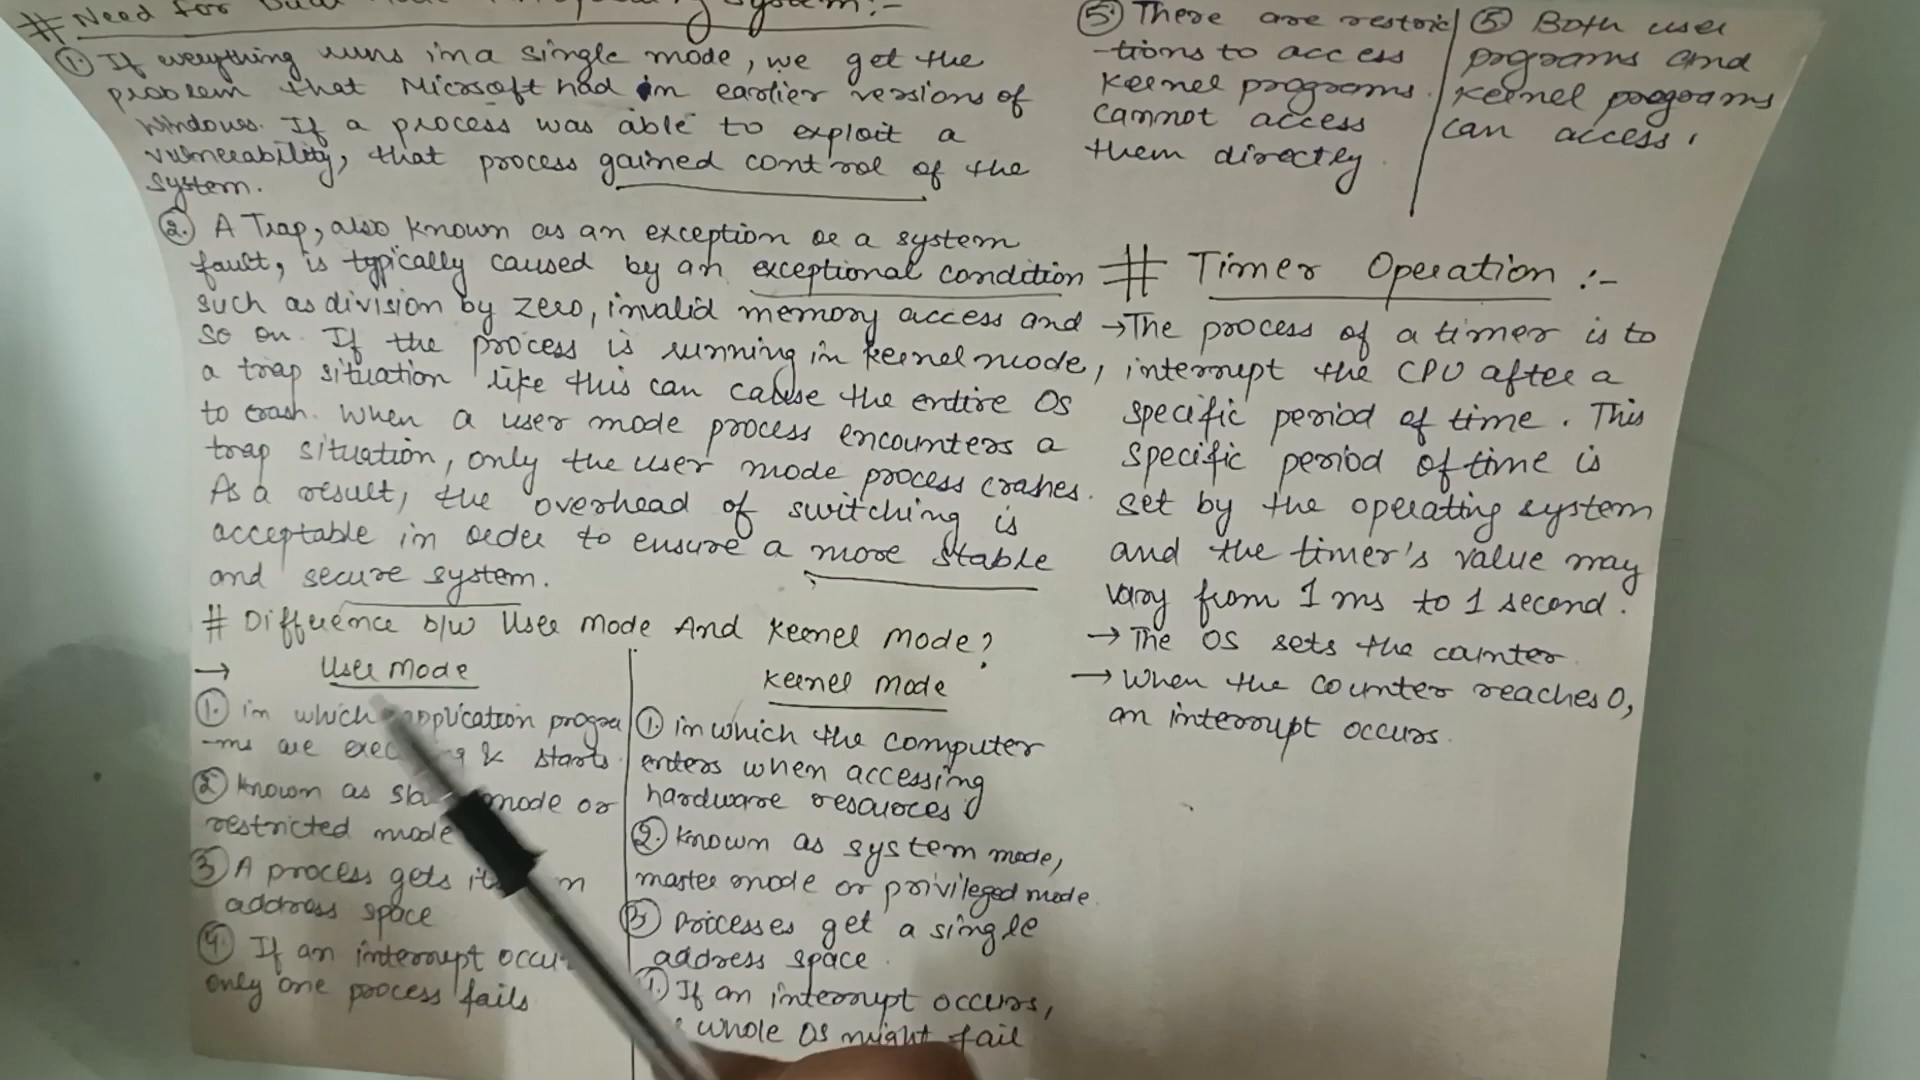 # Need for Dual Mode System :-
① If everything runs in a single mode, we get the
problem that Microsoft had in earlier versions of
Windows. If a process was able to exploit a
vulnerability, that process gained control of the
system.
②. A Trap, also known as an exception or a system
fault, is typically caused by an exceptional condition
such as division by zero, invalid memory access and
so on. If the process is running in kernel mode,
a trap situation like this can cause the entire OS
to crash. When a user mode process encounters a
trap situation, only the user mode process crashes.
As a result, the overhead of switching is
acceptable in order to ensure a more stable
and secure system.
# Difference b/w User Mode And Kernel Mode?
→ User Mode
① in which application progra
-ms are & starts.
② Known as mode or
restricted mode
③ A process gets its
address space
④ If an interrupt
only one process fails
Kernel Mode
① in which the computer
enters when accessing
hardware resources
②. Known as system mode,
master mode or privileged mode.
③ Processes get a single
address space.
If an interrupt occurs,
whole OS might fail
⑤ There are restric
-tions to access
Kernel programs.
Cannot access
them directly.
⑤ Both user
programs and
kernel programs
can access.
# Timer Operation :-
→ The process of a timer is to
interrupt the CPU after a
specific period of time. This
specific period of time is
set by the operating system
and the timer's value may
vary from 1 ms to 1 second.
→ The OS sets the counter.
→ When the counter reaches 0,
an interrupt occurs.